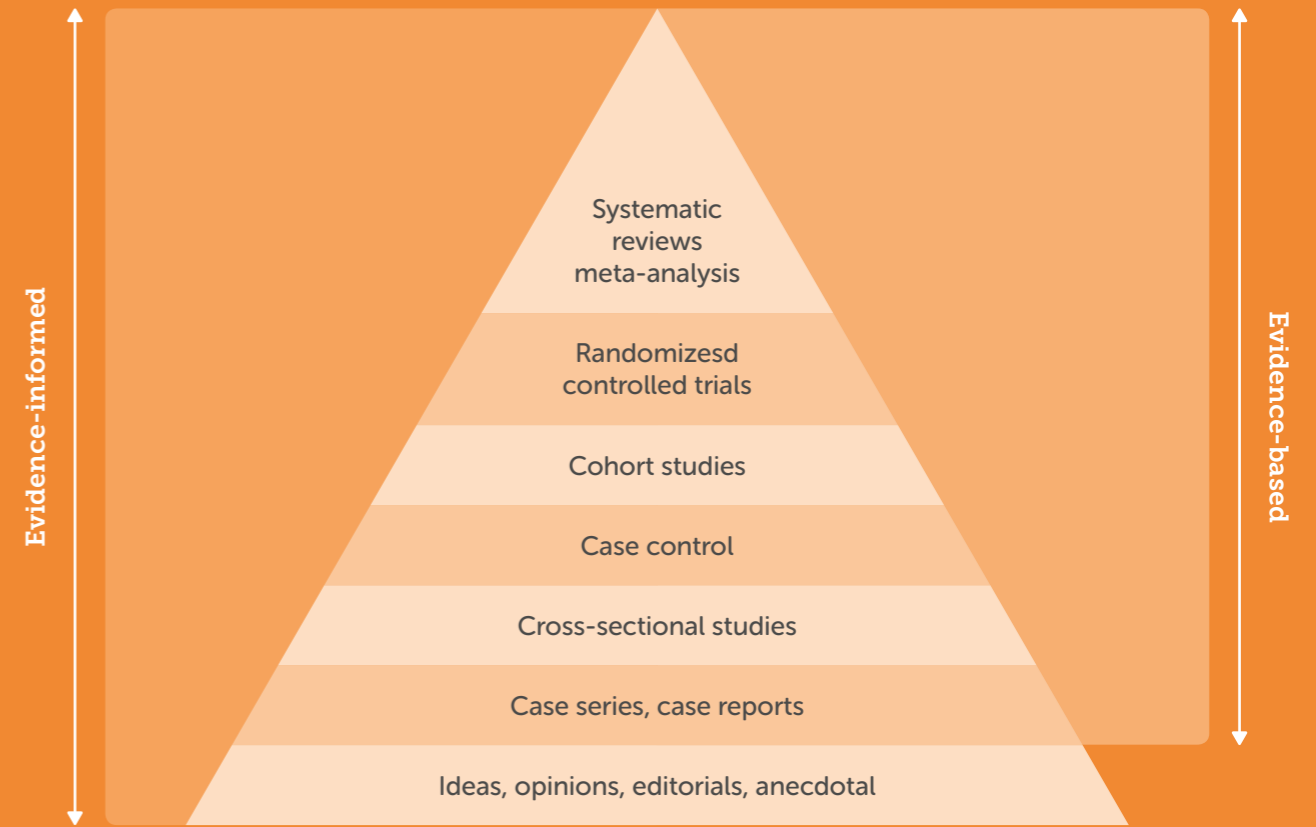 Evidence-informed
Systematic
reviews
meta-analysis
Randomizesd
controlled trials
Cohort studies
Case control
Cross-sectional studies
Case series, case reports
Ideas, opinions, editorials, anecdotal
Evidence-based